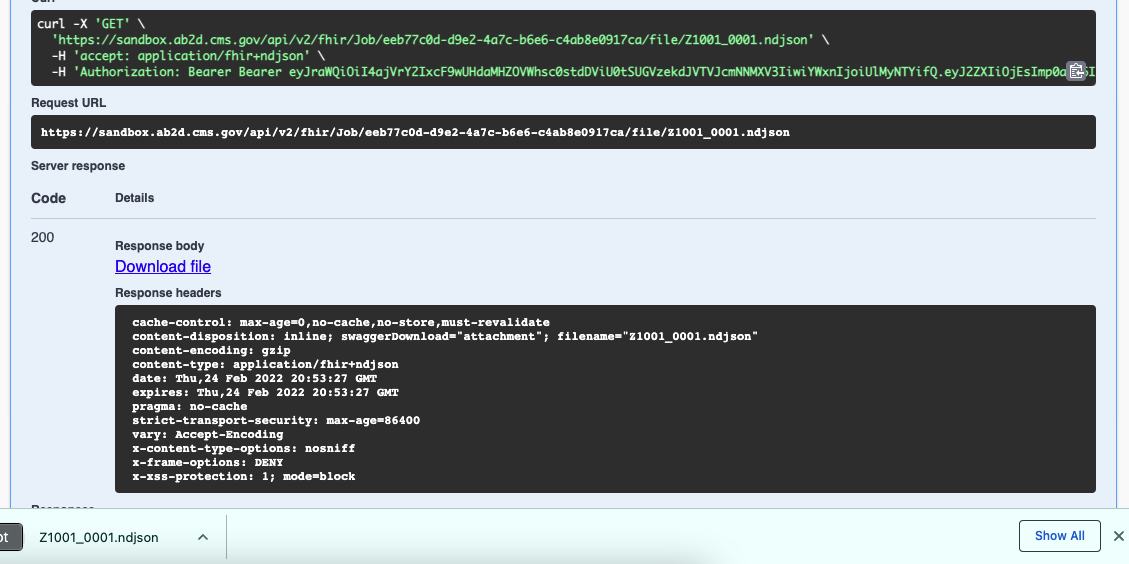 curl -X 'GET' \
'https://sandbox.ab2d.cms.gov/api/v2/fhir/Job/eeb77c0d-d9e2-4a7c-b6e6-c4ab8e0917ca/file/Z1001_0001.ndjson' \
-H 'accept: application/fhir+ndjson' \
-H 'Authorization: Bearer Bearer
Request URL
https://sandbox.ab2d.cms.gov/api/v2/fhir/Job/eeb77c0d-d9e2-4a7c-b6e6-c4ab8e0917ca/file/Z1001_0001.ndjson
Server response
Code Details
200
Response body
Download file
Response headers
cache-control: max-age=0,no-cache,no-store,must-revalidate
content-disposition: inline; swaggerDownload="attachment"; filename="Z1001_0001.ndjson"
content-encoding: gzip
content-type: application/fhir+ndjson
date: Thu,24 Feb 2022 20:53:27 GMT
expires: Thu,24 Feb 2022 20:53:27 GMT
pragma: no-cache
strict-transport-security: max-age=86400
vary: Accept-Encoding
x-content-type-options: nosniff
x-frame-options: DENY
x-xss-protection: 1; mode=block
Z1001_0001.ndjson
Show All